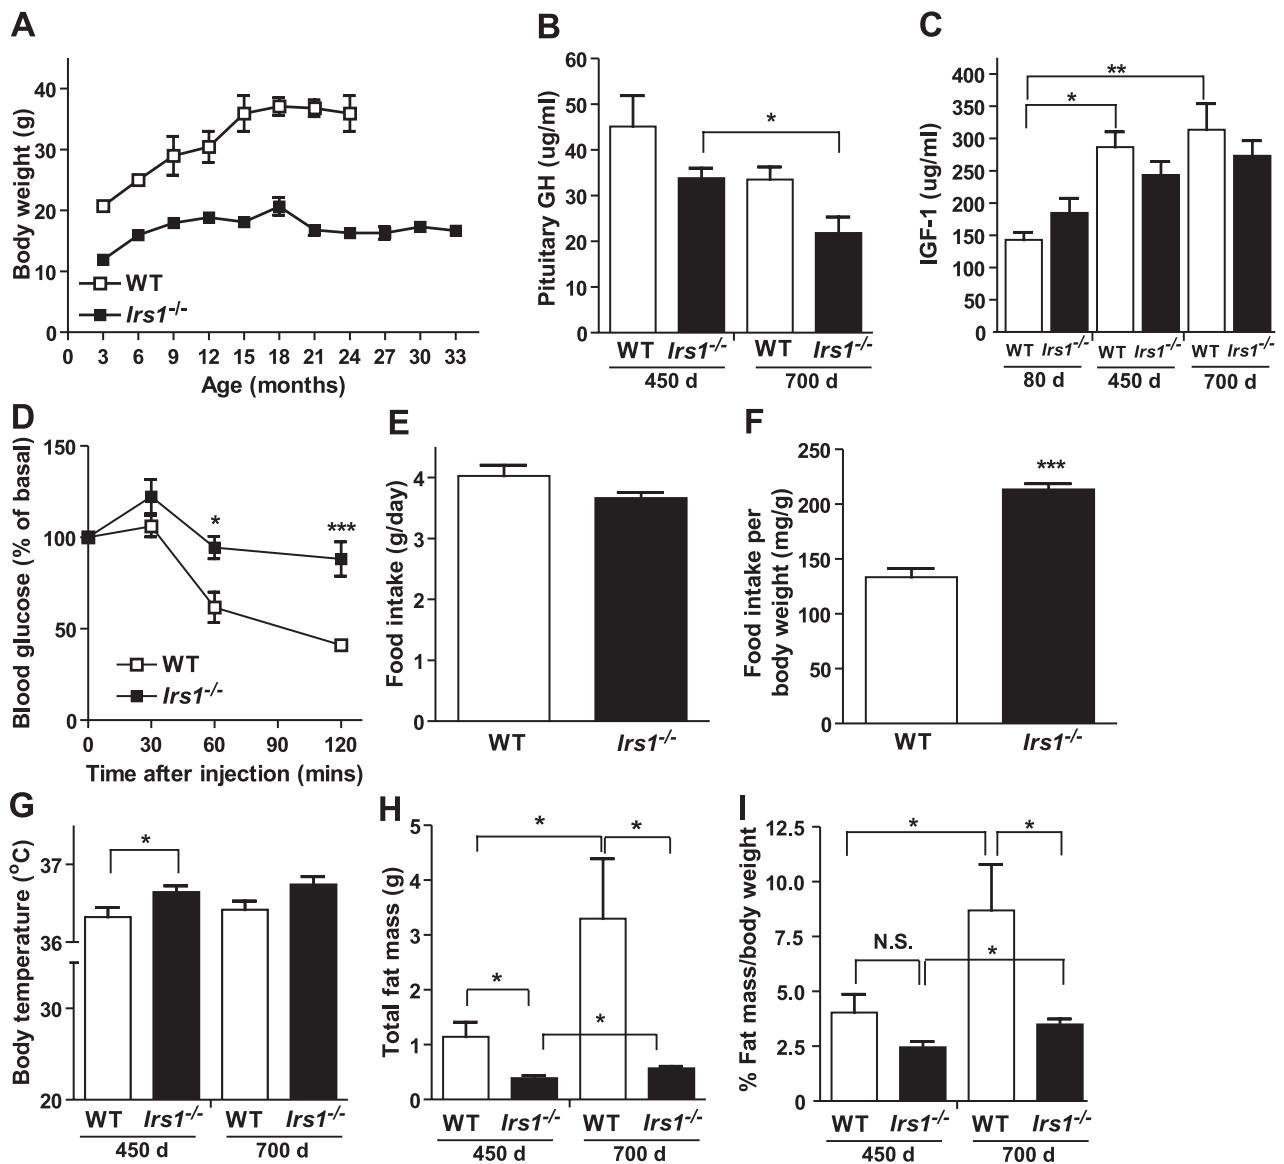 A
Body weight (g)
40
30
20
10
0
WT
Irs1-/-
0 3 6 9 12 15 18 21 24 27 30 33
Age (months)
B
Pituitary GH (ug/ml)
60
50
40
30
20
10
0
*
WT Irs1-/- WT Irs1-/-
450 d 700 d
C
IGF-1 (ug/ml)
400
350
300
250
200
150
100
50
0
**
*
WT Irs1-/- WT Irs1-/- WT Irs1-/-
80 d 450 d 700 d
D
Blood glucose (% of basal)
150
100
50
0
*
***
WT
Irs1-/-
0 30 60 90 120
Time after injection (mins)
E
Food intake (g/day)
4
3
2
1
0
WT Irs1-/-
F
Food intake per
body weight (mg/g)
250
200
150
100
50
0
***
WT Irs1-/-
G
Body temperature (°C)
37
36
30
20
*
WT Irs1-/- WT Irs1-/-
450 d 700 d
H
Total fat mass (g)
5
4
3
2
1
0
* *
*
*
WT Irs1-/- WT Irs1-/-
450 d 700 d
I
% Fat mass/body weight
12.5
10.0
7.5
5.0
2.5
0
* *
N.S.
*
WT Irs1-/- WT Irs1-/-
450 d 700 d